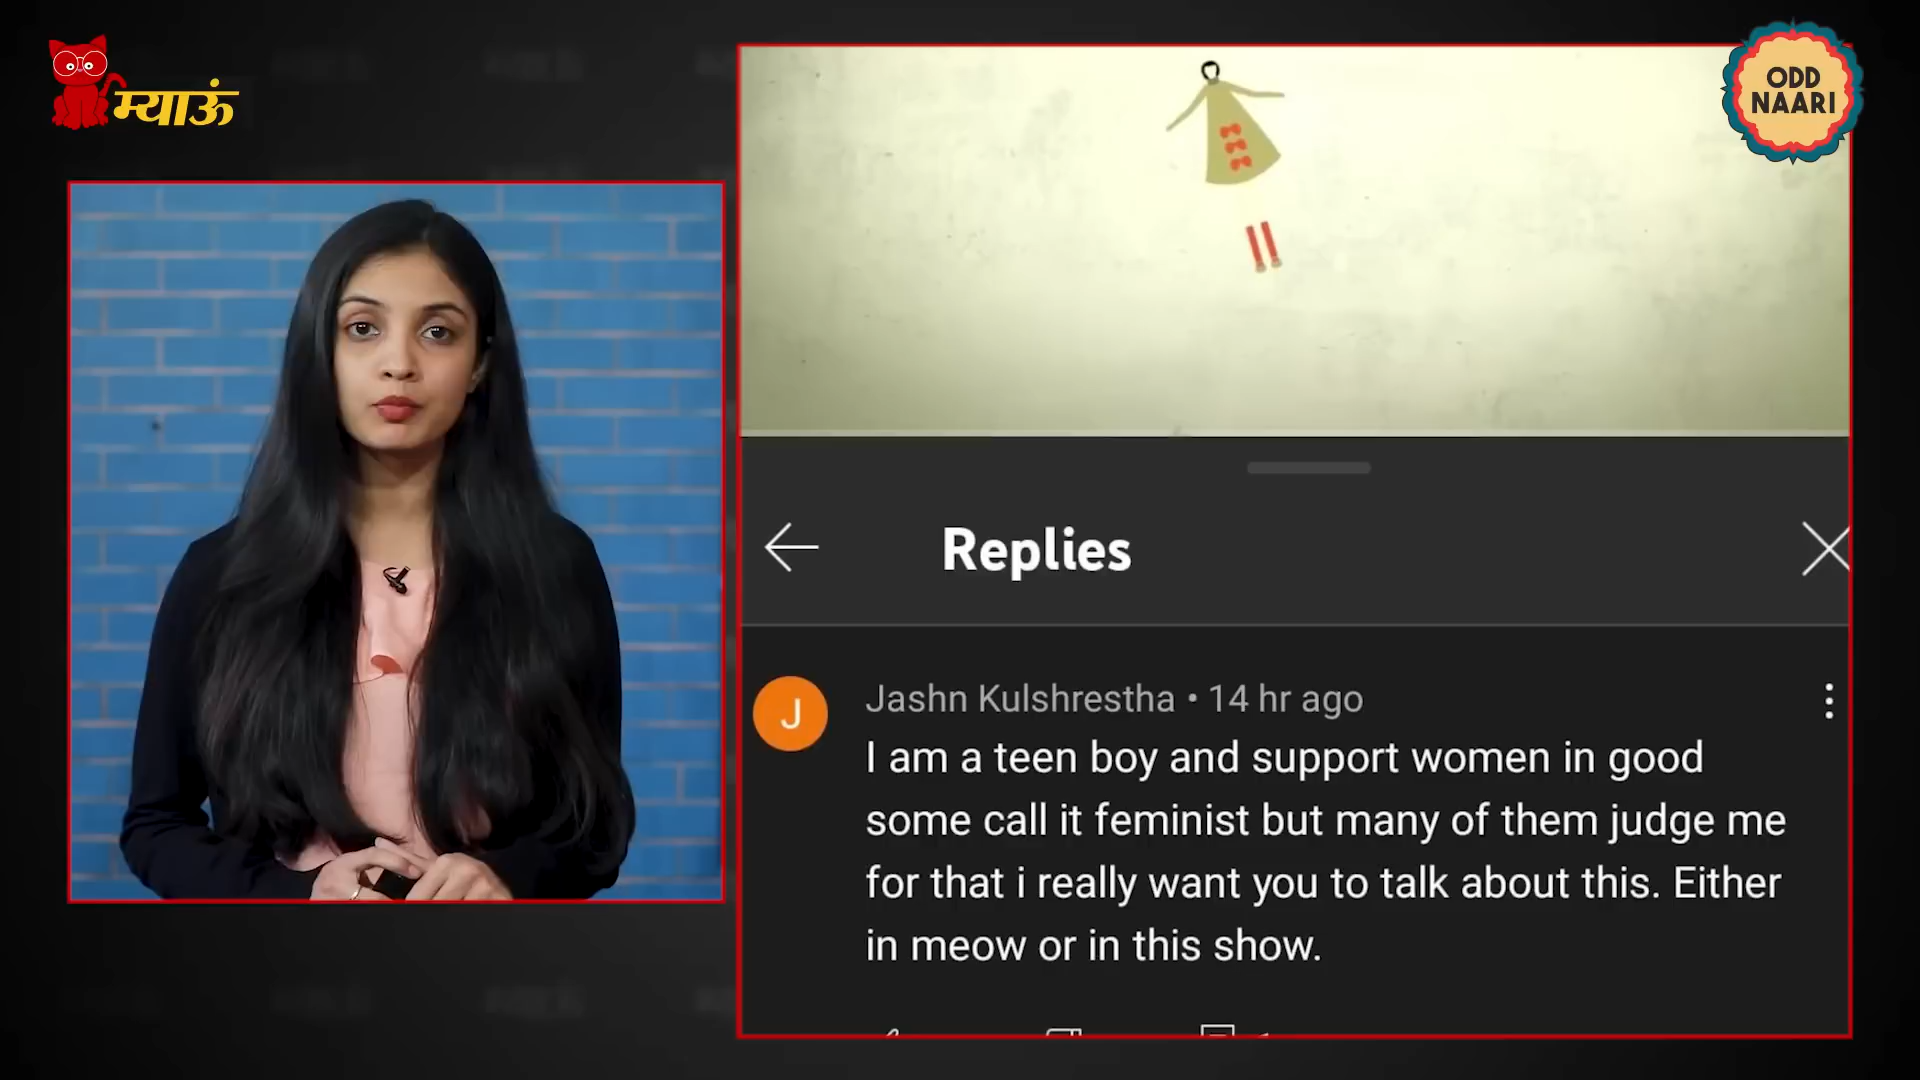 म्याऊं
ODD
NAARI
Replies
J
Jashn Kulshrestha • 14 hr ago
I am a teen boy and support women in good
some call it feminist but many of them judge me
for that i really want you to talk about this. Either
in meow or in this show.